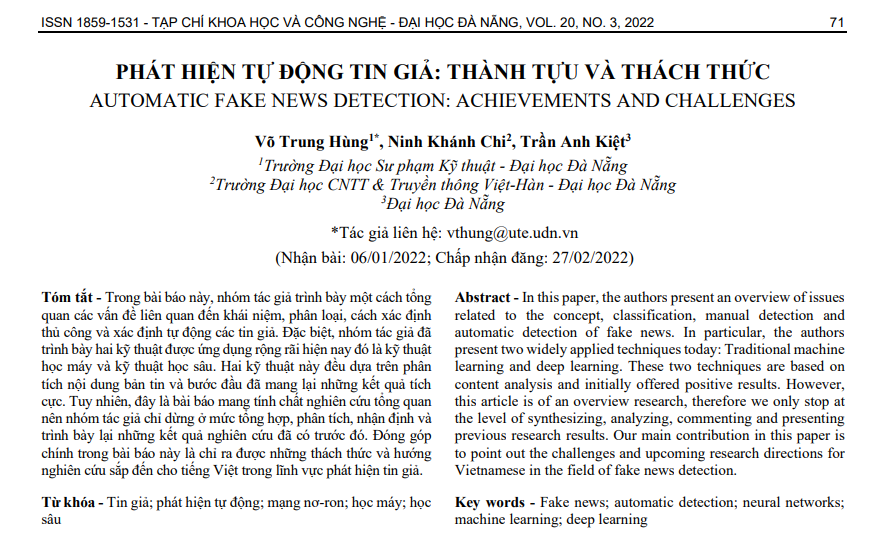 ISSN 1859-1531 - TẠP CHÍ KHOA HỌC VÀ CÔNG NGHỆ - ĐẠI HỌC ĐÀ NẴNG, VOL. 20, NO. 3, 2022 71
PHÁT HIỆN TỰ ĐỘNG TIN GIẢ: THÀNH TỰU VÀ THÁCH THỨC
AUTOMATIC FAKE NEWS DETECTION: ACHIEVEMENTS AND CHALLENGES
Võ Trung Hùng1*, Ninh Khánh Chi2, Trần Anh Kiệt3
1Trường Đại học Sư phạm Kỹ thuật - Đại học Đà Nẵng
2Trường Đại học CNTT & Truyền thông Việt-Hàn - Đại học Đà Nẵng
3Đại học Đà Nẵng
*Tác giả liên hệ: vthung@ute.udn.vn
(Nhận bài: 06/01/2022; Chấp nhận đăng: 27/02/2022)
Tóm tắt - Trong bài báo này, nhóm tác giả trình bày một cách tổng
quan các vấn đề liên quan đến khái niệm, phân loại, cách xác định
thủ công và xác định tự động các tin giả. Đặc biệt, nhóm tác giả đã
trình bày hai kỹ thuật được ứng dụng rộng rãi hiện nay đó là kỹ thuật
học máy và kỹ thuật học sâu. Hai kỹ thuật này đều dựa trên phân
tích nội dung bản tin và bước đầu đã mang lại những kết quả tích
cực. Tuy nhiên, đây là bài báo mang tính chất nghiên cứu tổng quan
nên nhóm tác giả chỉ dừng ở mức tổng hợp, phân tích, nhận định và
trình bày lại những kết quả nghiên cứu đã có trước đó. Đóng góp
chính trong bài báo này là chỉ ra được những thách thức và hướng
nghiên cứu sắp đến cho tiếng Việt trong lĩnh vực phát hiện tin giả.
Từ khóa - Tin giả; phát hiện tự động; mạng nơ-ron; học máy; học
sâu
Abstract - In this paper, the authors present an overview of issues
related to the concept, classification, manual detection and
automatic detection of fake news. In particular, the authors
present two widely applied techniques today: Traditional machine
learning and deep learning. These two techniques are based on
content analysis and initially offered positive results. However,
this article is of an overview research, therefore we only stop at
the level of synthesizing, analyzing, commenting and presenting
previous research results. Our main contribution in this paper is
to point out the challenges and upcoming research directions for
Vietnamese in the field of fake news detection.
Key words - Fake news; automatic detection; neural networks;
machine learning; deep learning